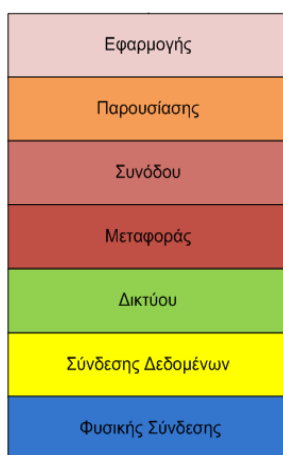 Εφαρμογής
Παρουσίασης
Συνόδου
Μεταφοράς
Δικτύου
Σύνδεσης Δεδομένων
Φυσικής Σύνδεσης